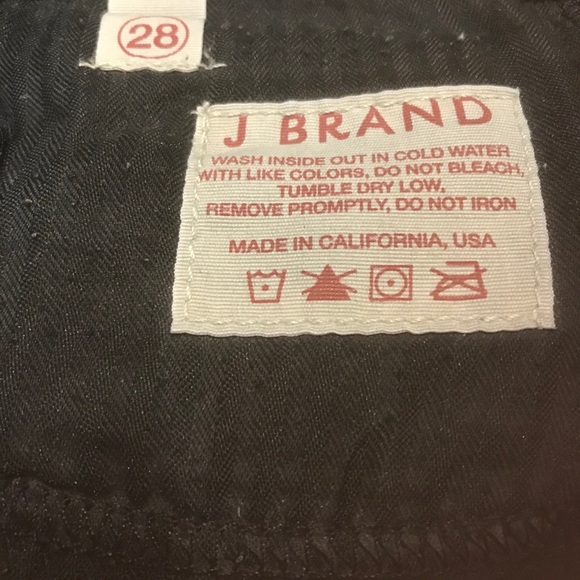 28
J BRAND
WASH INSIDE OUT IN COLD WATER
WITH LIKE COLORS, DO NOT BLEACH,
TUMBLE DRY LOW,
REMOVE PROMPTLY, DO NOT IRON
MADE IN CALIFORNIA, USA